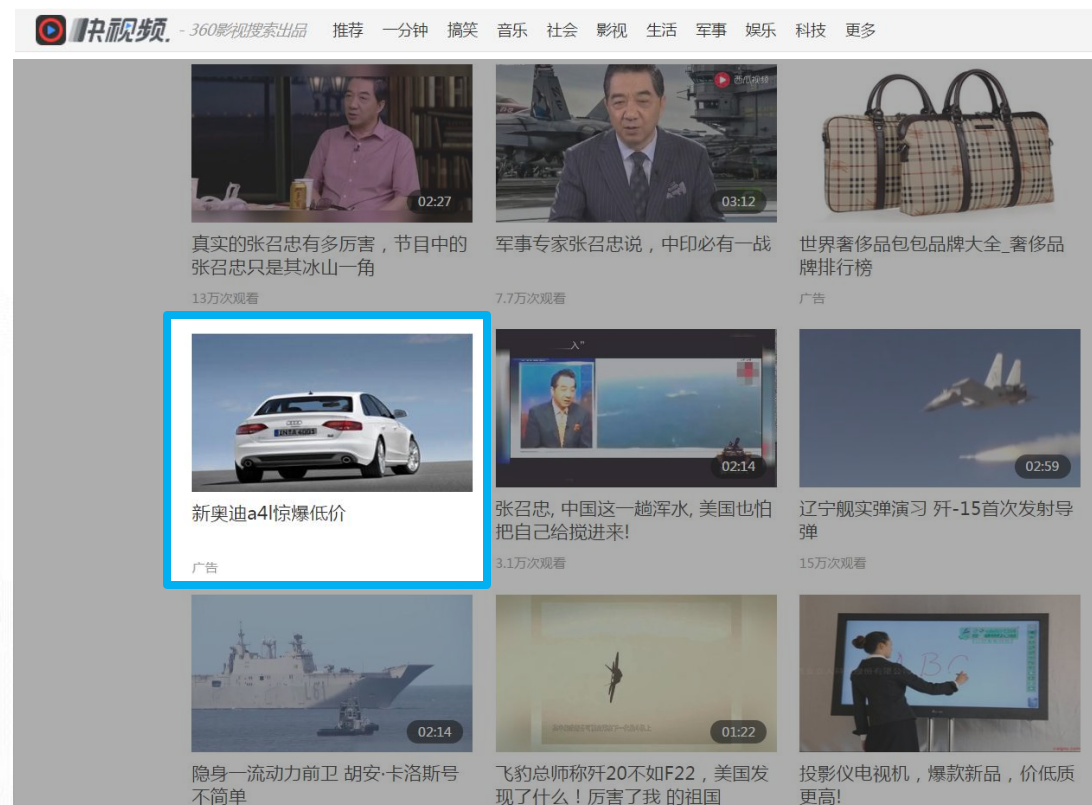 快视频. - 360影视搜索出品 推荐 一分钟 搞笑 音乐 社会 影视 生活 军事 娱乐 科技 更多
西瓜视频
02:27
03:12
真实的张召忠有多厉害，节目中的
张召忠只是其冰山一角
13万次观看
军事专家张召忠说，中印必有一战
7.7万次观看
世界奢侈品包包品牌大全_奢侈品
牌排行榜
广告
新奥迪a4l惊爆低价
广告
入”
02:14
张召忠, 中国这一趟浑水, 美国也怕
把自己给搅进来!
3.1万次观看
02:59
辽宁舰实弹演习 歼-15首次发射导
弹
15万次观看
L61
02:14
隐身一流动力前卫 胡安·卡洛斯号
不简单
01:22
飞豹总师称歼20不如F22，美国发
现了什么！厉害了我 的祖国
ABC
投影仪电视机，爆款新品，价低质
更高!